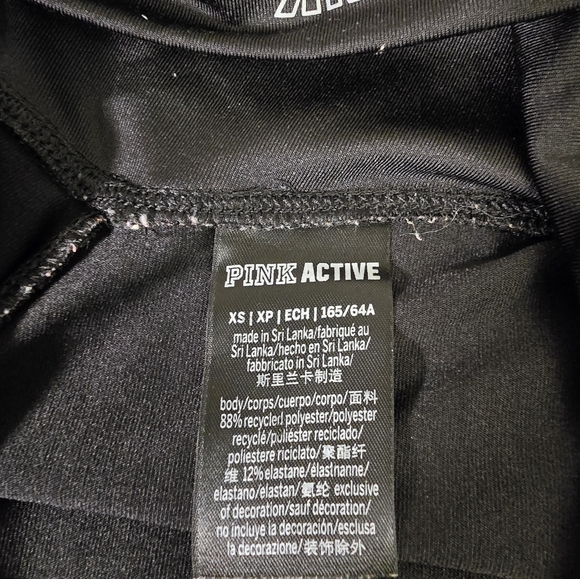 PINK ACTIVE
XS | XP | ECH | 165/64A
made in Sri Lanka/fabriqué au
Sri Lanka/hecho en Sri Lanka/
fabbricato in Sri Lanka/
斯里兰卡制造
body/corps/cuerpo/corpo/面料
88% recycled polyester/polyester
recyclé/poliéster reciclado/
poliestere riciclato/聚酯纤
维 12% elastane/élasthanne/
elastano/elastan/氨纶 exclusive
of decoration/sauf décoration/
no incluye la decoración/esclusa
la decorazione/装饰除外